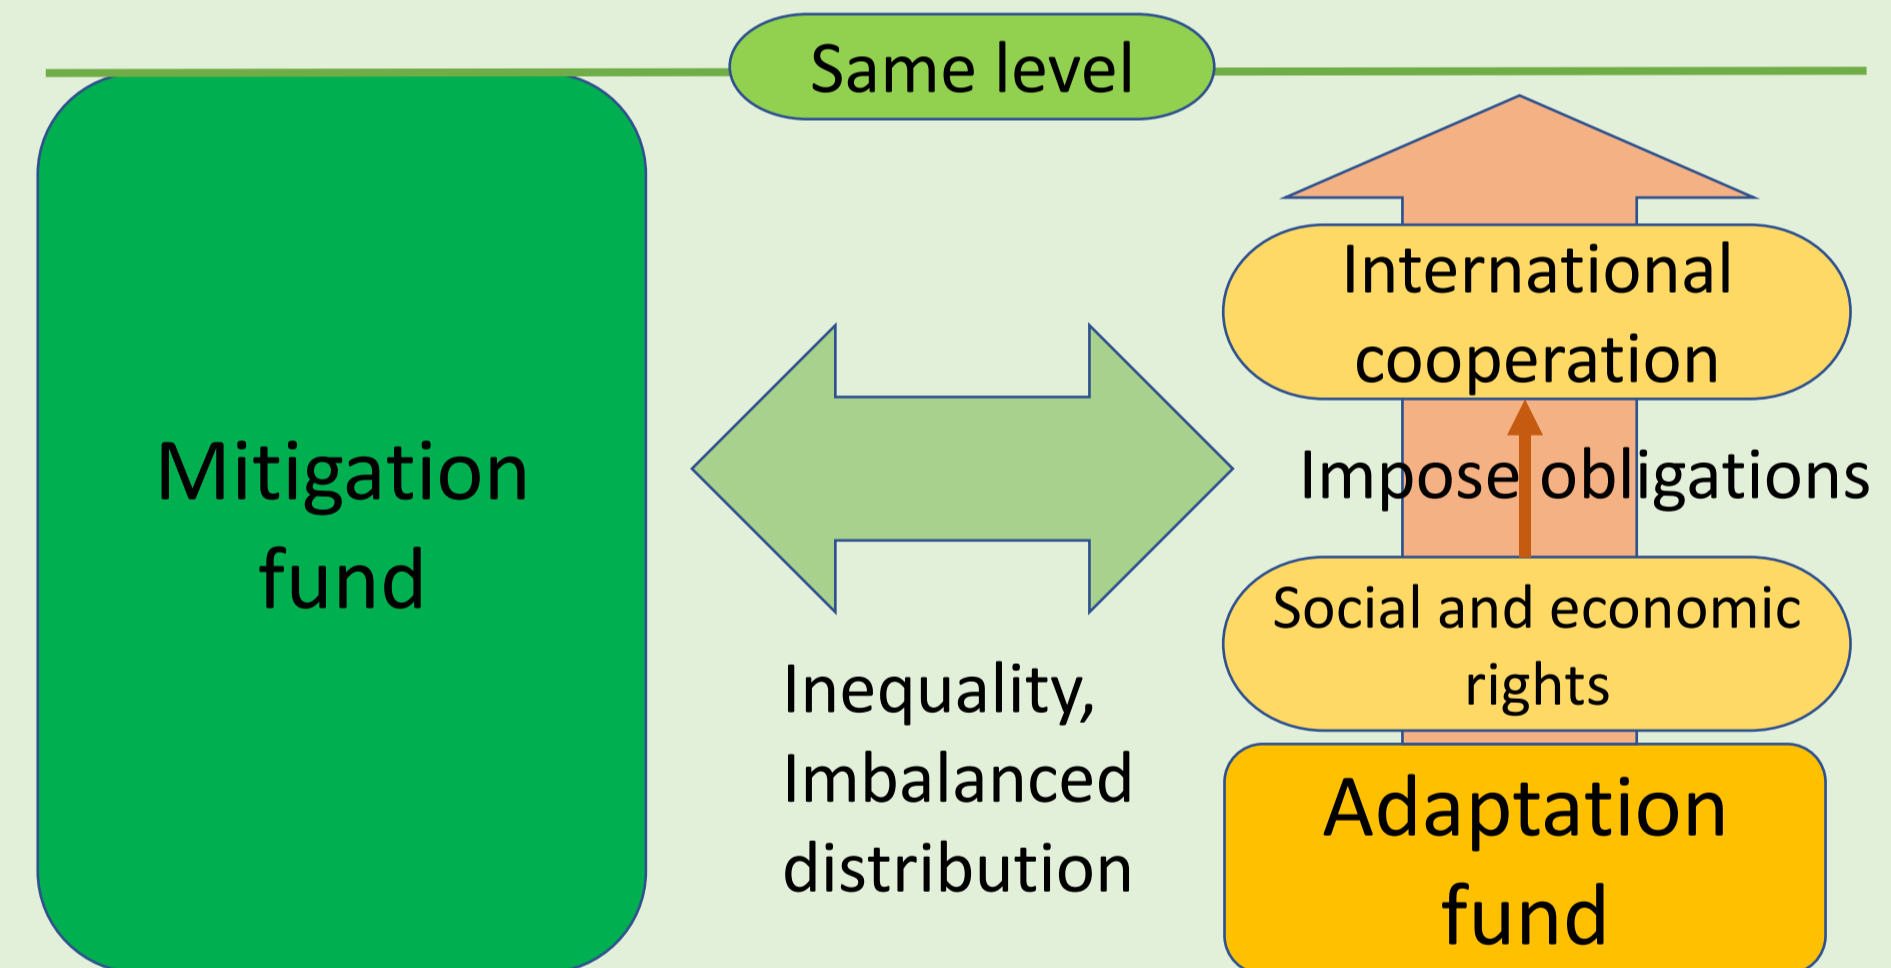 Same level
Mitigation
fund
Inequality,
Imbalanced
distribution
International
cooperation
Impose obligations
Social and economic
rights
Adaptation
fund